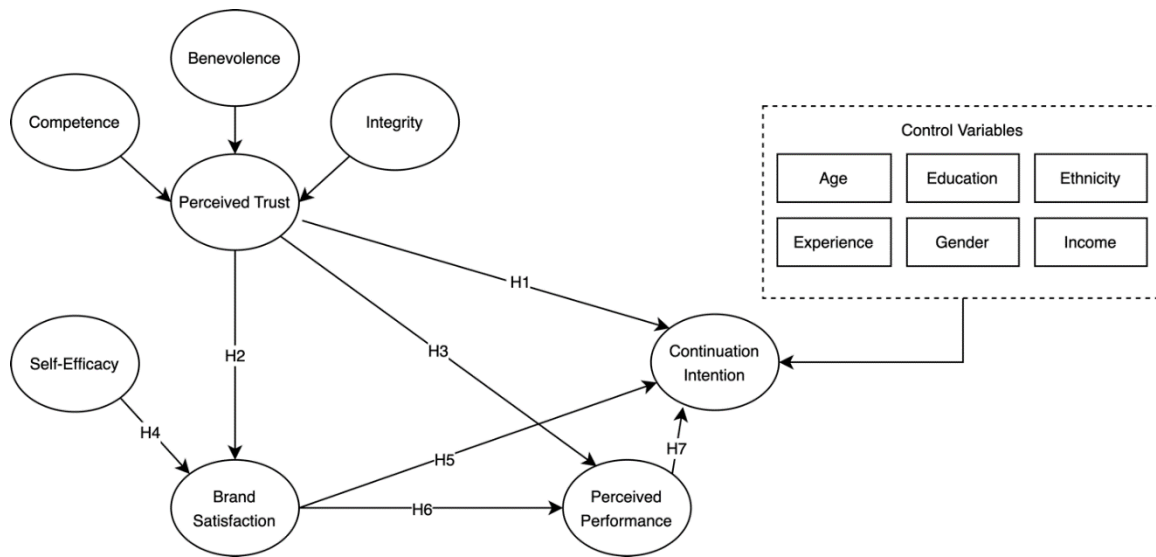 Benevolence
Competence
Integrity
Perceived Trust
Control Variables
Age
Education
Ethnicity
Experience
Gender
Income
H1
H2
H3
Self-Efficacy
Continuation
Intention
H4
H5
H7
Brand
Satisfaction
H6
Perceived
Performance